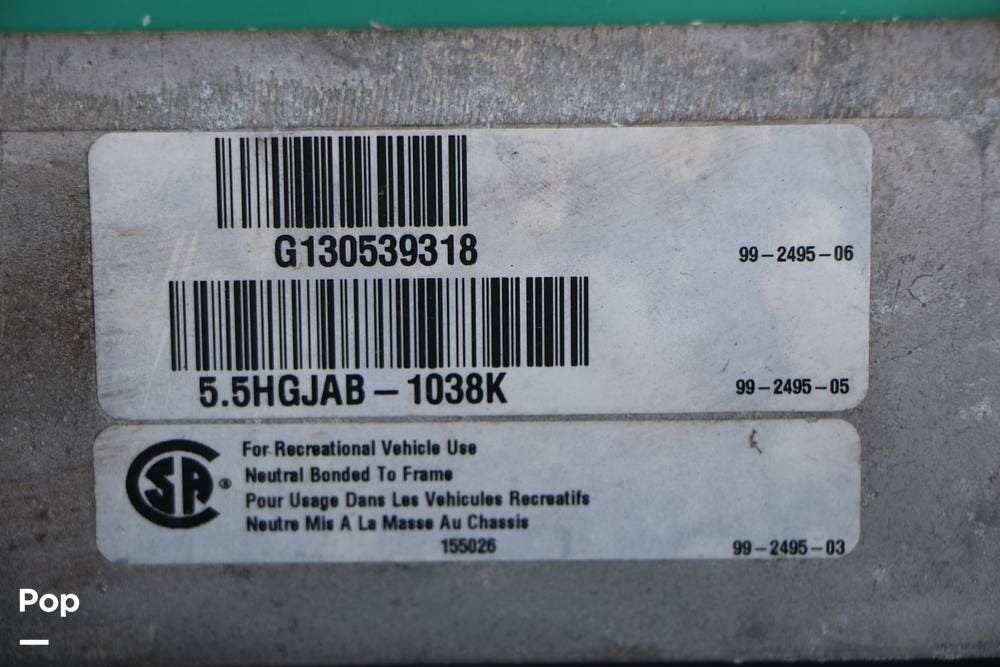 G130539318
99-2495-06
5.5HGJAB-1038K
99-2495-05
CSA®
For Recreational Vehicle Use
Neutral Bonded To Frame
Pour Usage Dans Les Vehicules Recreatifs
Neutre Mis A La Masse Au Chassis
155026
99-2495-03
Pop